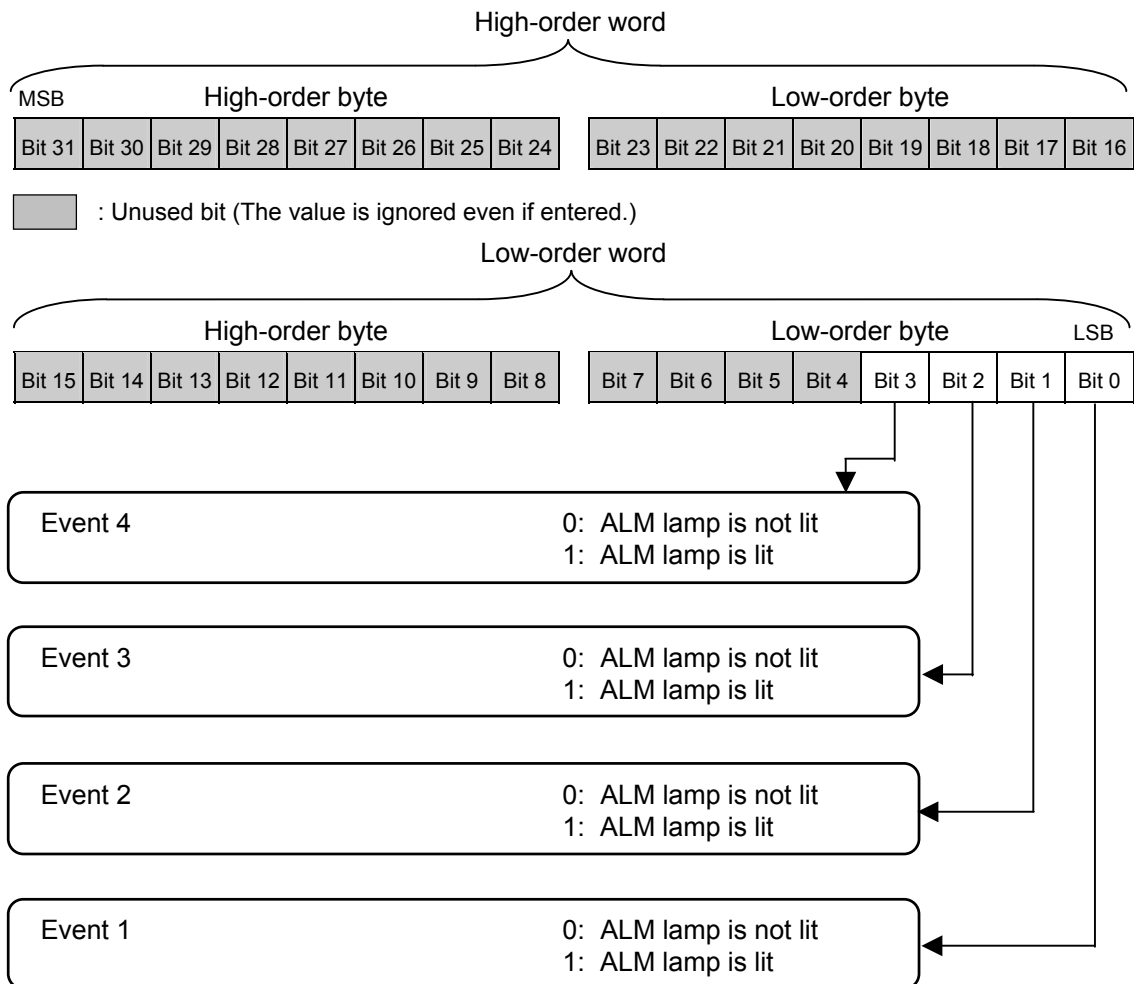 High-order word
MSB High-order byte Low-order byte
Bit 31 Bit 30 Bit 29 Bit 28 Bit 27 Bit 26 Bit 25 Bit 24 Bit 23 Bit 22 Bit 21 Bit 20 Bit 19 Bit 18 Bit 17 Bit 16
: Unused bit (The value is ignored even if entered.)
Low-order word
High-order byte Low-order byte LSB
Bit 15 Bit 14 Bit 13 Bit 12 Bit 11 Bit 10 Bit 9 Bit 8 Bit 7 Bit 6 Bit 5 Bit 4 Bit 3 Bit 2 Bit 1 Bit 0
Event 4 0: ALM lamp is not lit
1: ALM lamp is lit
Event 3 0: ALM lamp is not lit
1: ALM lamp is lit
Event 2 0: ALM lamp is not lit
1: ALM lamp is lit
Event 1 0: ALM lamp is not lit
1: ALM lamp is lit